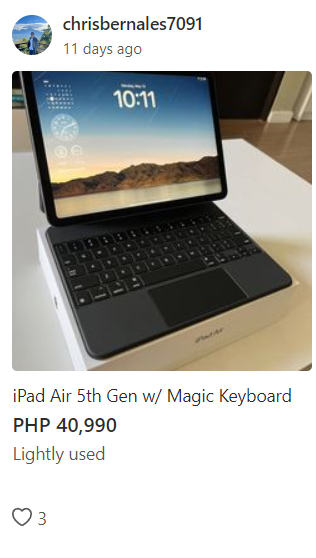 chrisbernales7091
11 days ago
10:11
iPad Air
iPad Air 5th Gen w/ Magic Keyboard
PHP 40,990
Lightly used
3